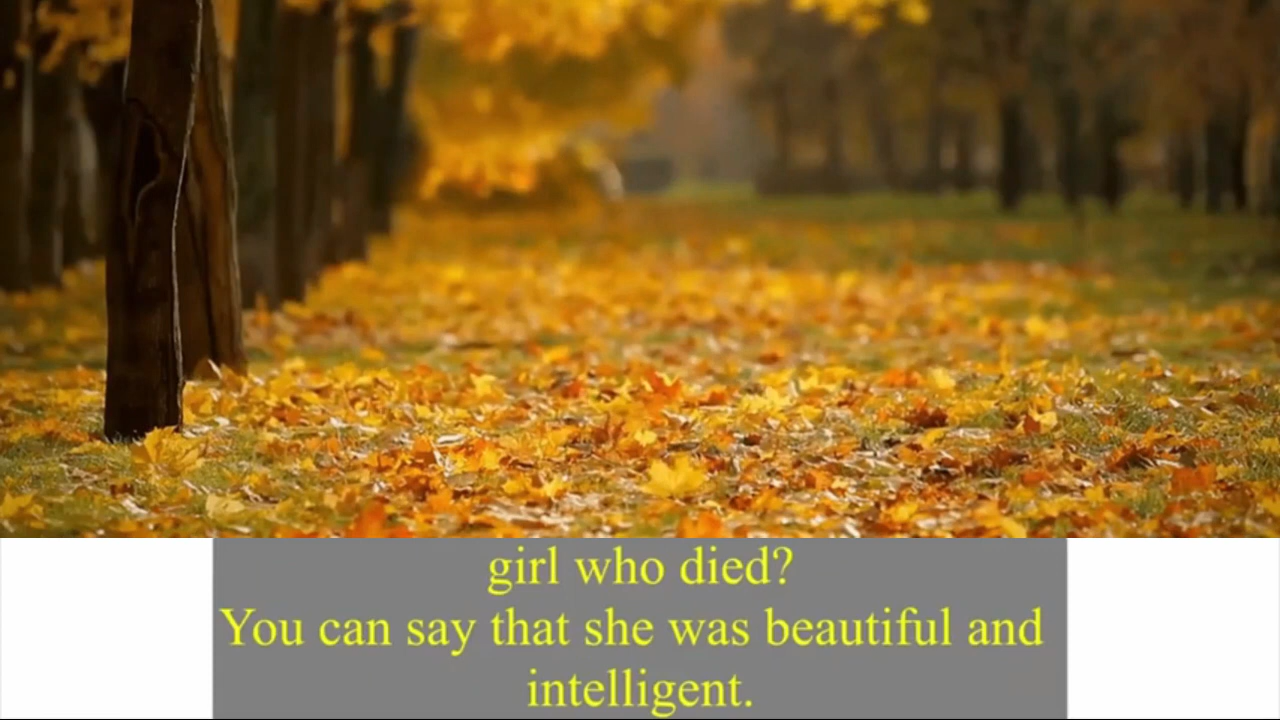 girl who died?
You can say that she was beautiful and
intelligent.